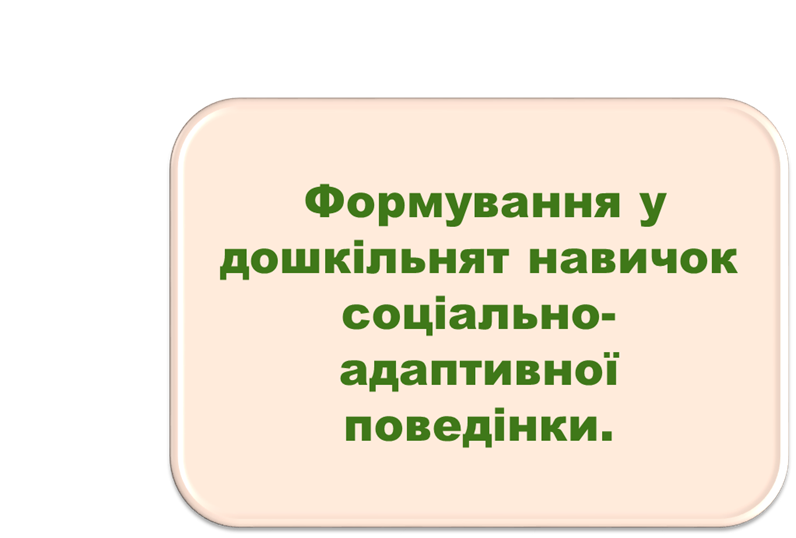 Формування у
дошкільнят навичок
соціально-
адаптивної
поведінки.